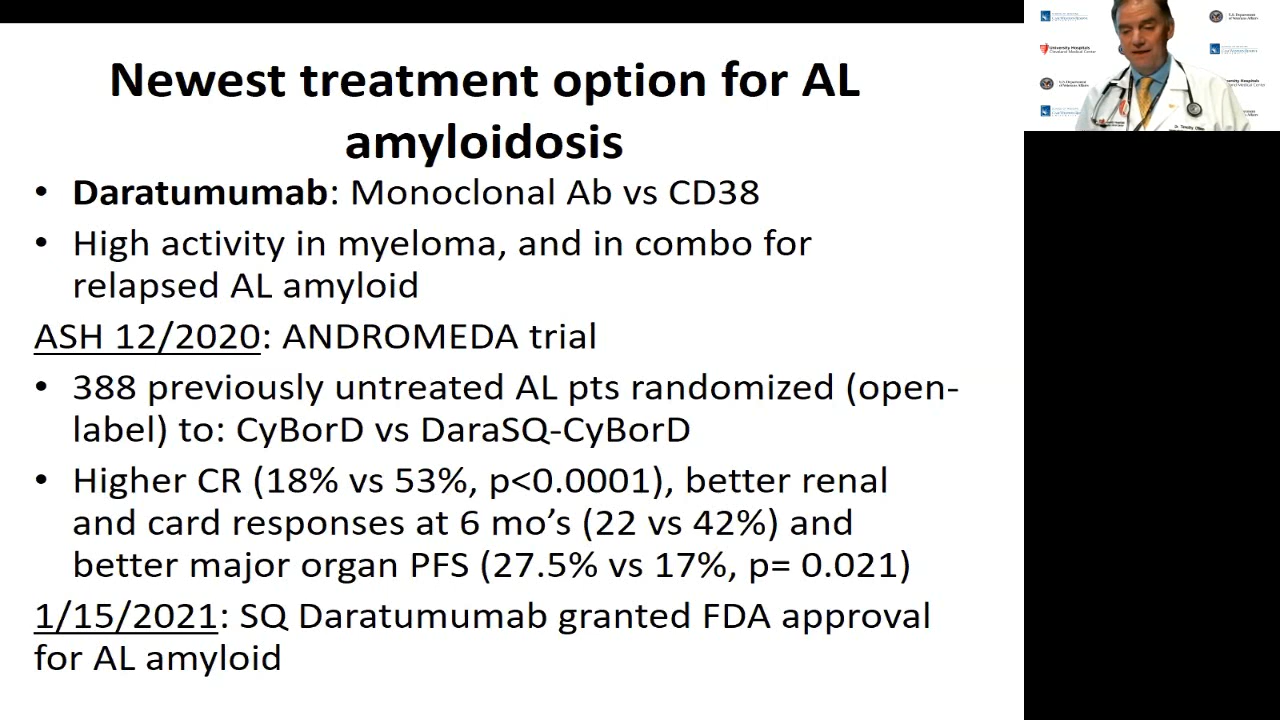 Newest treatment option for AL
amyloidosis
• Daratumumab: Monoclonal Ab vs CD38
• High activity in myeloma, and in combo for
relapsed AL amyloid
ASH 12/2020: ANDROMEDA trial
• 388 previously untreated AL pts randomized (open-
label) to: CyBorD vs DaraSQ-CyBorD
• Higher CR (18% vs 53%, p<0.0001), better renal
and card responses at 6 mo’s (22 vs 42%) and
better major organ PFS (27.5% vs 17%, p= 0.021)
1/15/2021: SQ Daratumumab granted FDA approval
for AL amyloid
University Hospitals